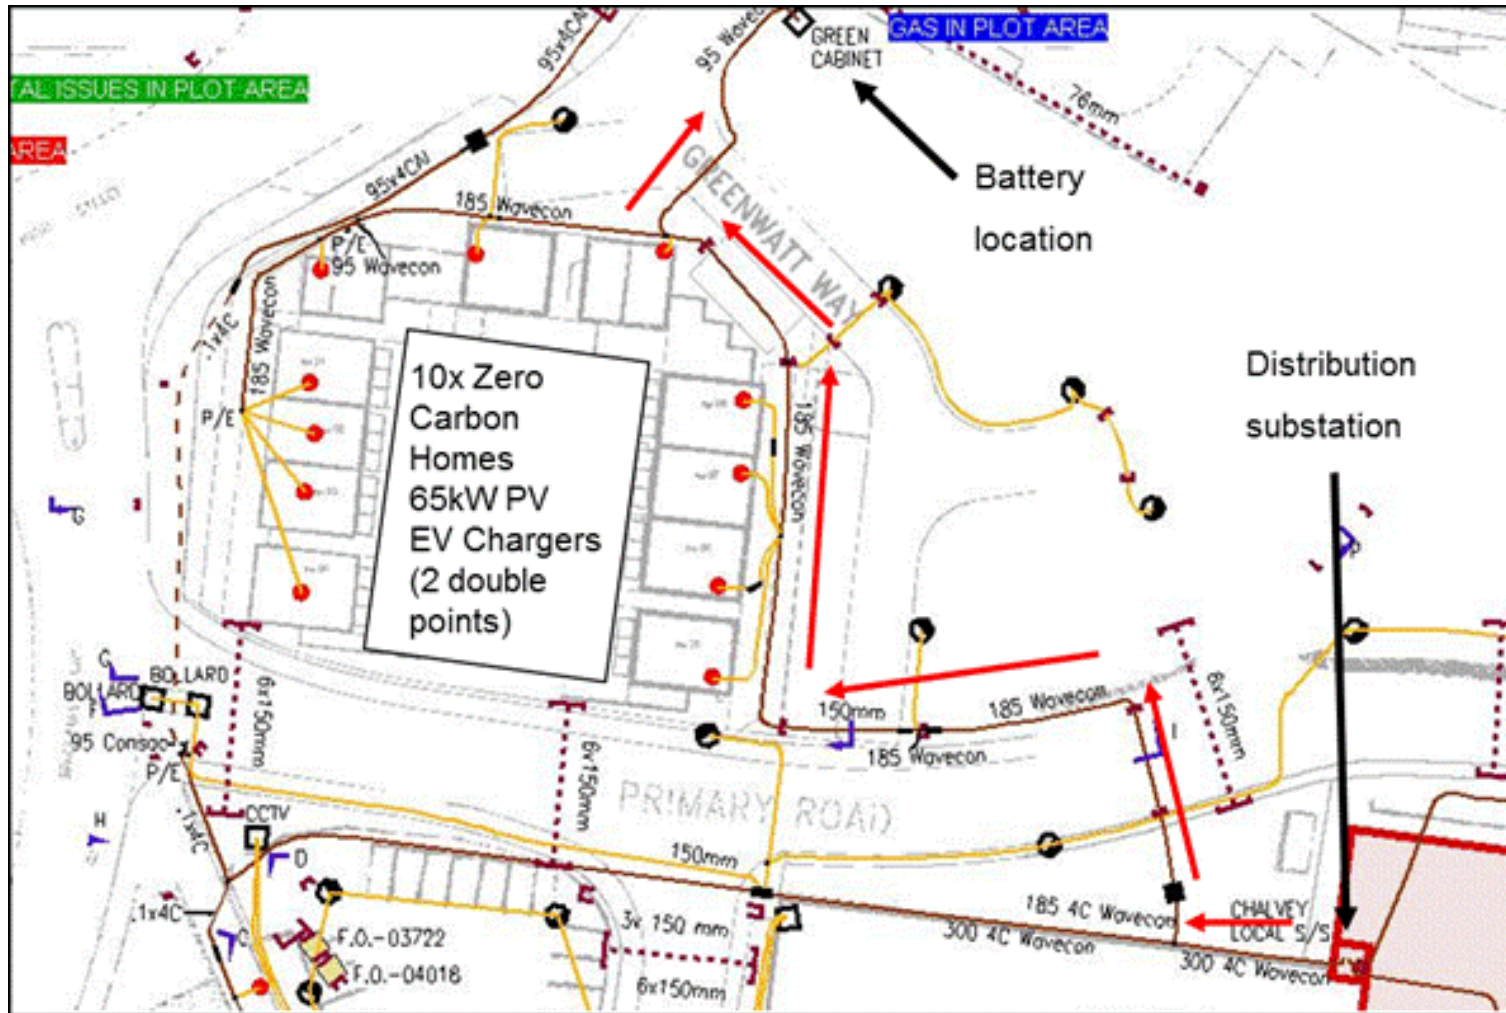 GAS IN PLOT AREA
GREEN
CABINET
95x4CAl
95 Wavecon
TAL ISSUES IN PLOT AREA
AREA
76mm
Battery
location
95x4CAl
185 Wavecon
GREENWATT WAY
P/E
95 Wavecon
.1x4C
185 Wavecon
P/E
10x Zero
Carbon
Homes
65kW PV
EV Chargers
(2 double
points)
185 Wavecon
Distribution
substation
G
P
C
BOLLARD
BOLLARD
F
95 Consac
P/E
6x150mm
6x150mm
150mm
185 Wavecon
185 Wavecon
I
6x150mm
PRIMARY ROAD
H
.1x4C
CCTV
D
150mm
.1x4C
C
F.O.-03722
F.O.-04018
3x 150 mm
6x150mm
185 4C Wavecon
CHALVEY
LOCAL S/S
300 4C Wavecon
300 4C Wavecon